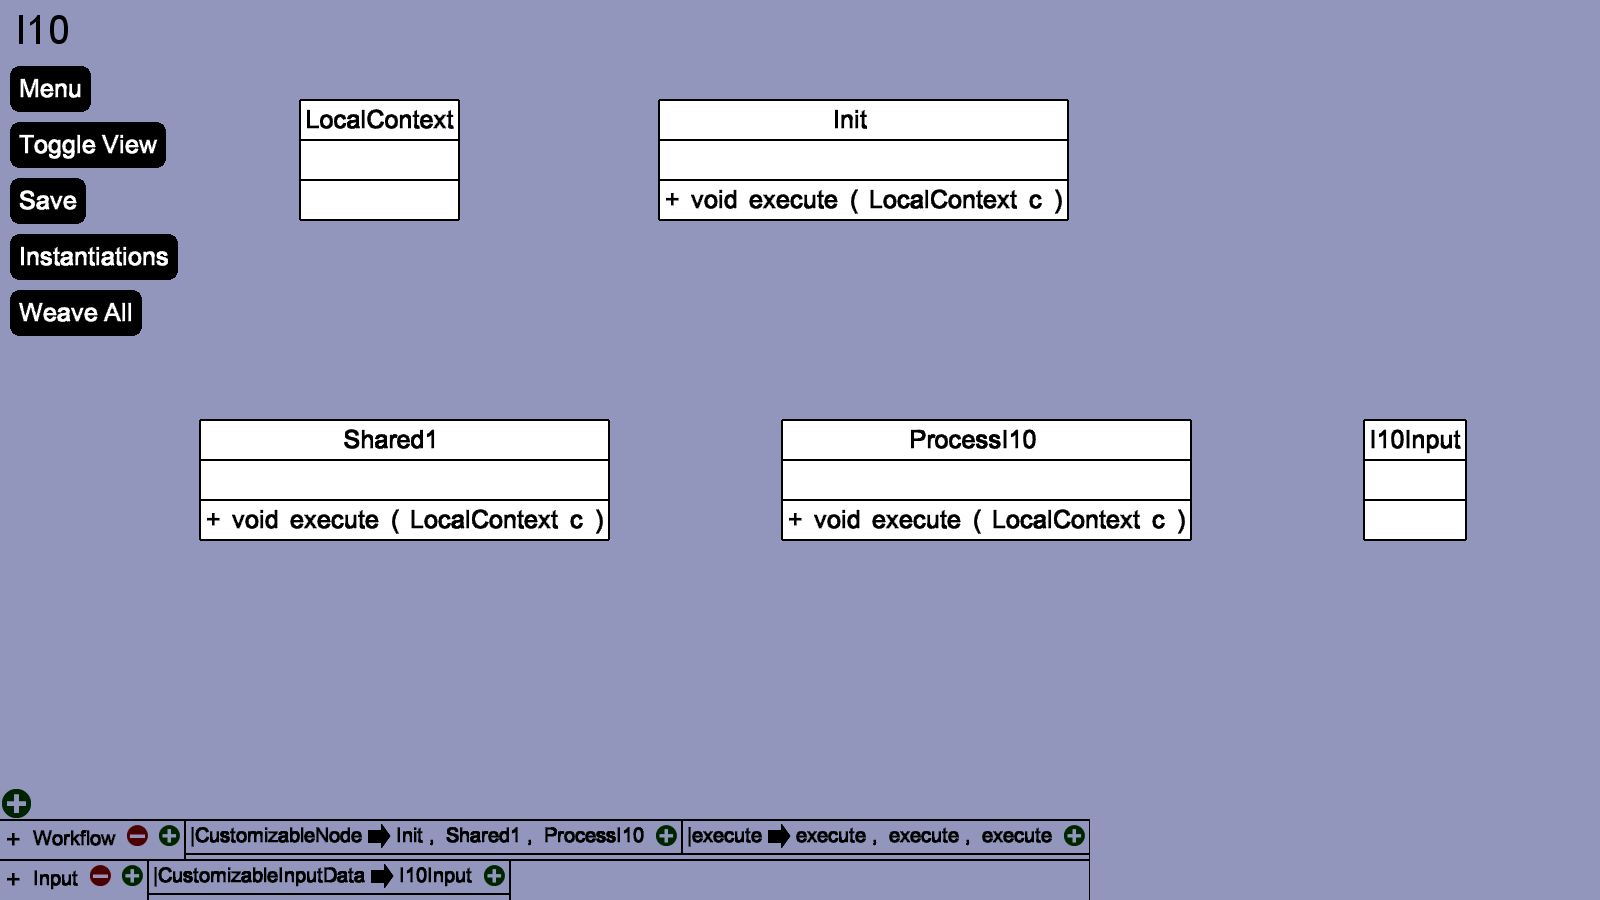 I10
Menu
Toggle View
Save
Instantiations
Weave All
LocalContext
Init
+ void execute ( LocalContext c )
Shared1
+ void execute ( LocalContext c )
ProcessI10
+ void execute ( LocalContext c )
I10Input
+ Workflow |CustomizableNode Init , Shared1 , ProcessI10 |execute execute , execute , execute
+ Input |CustomizableInputData I10Input